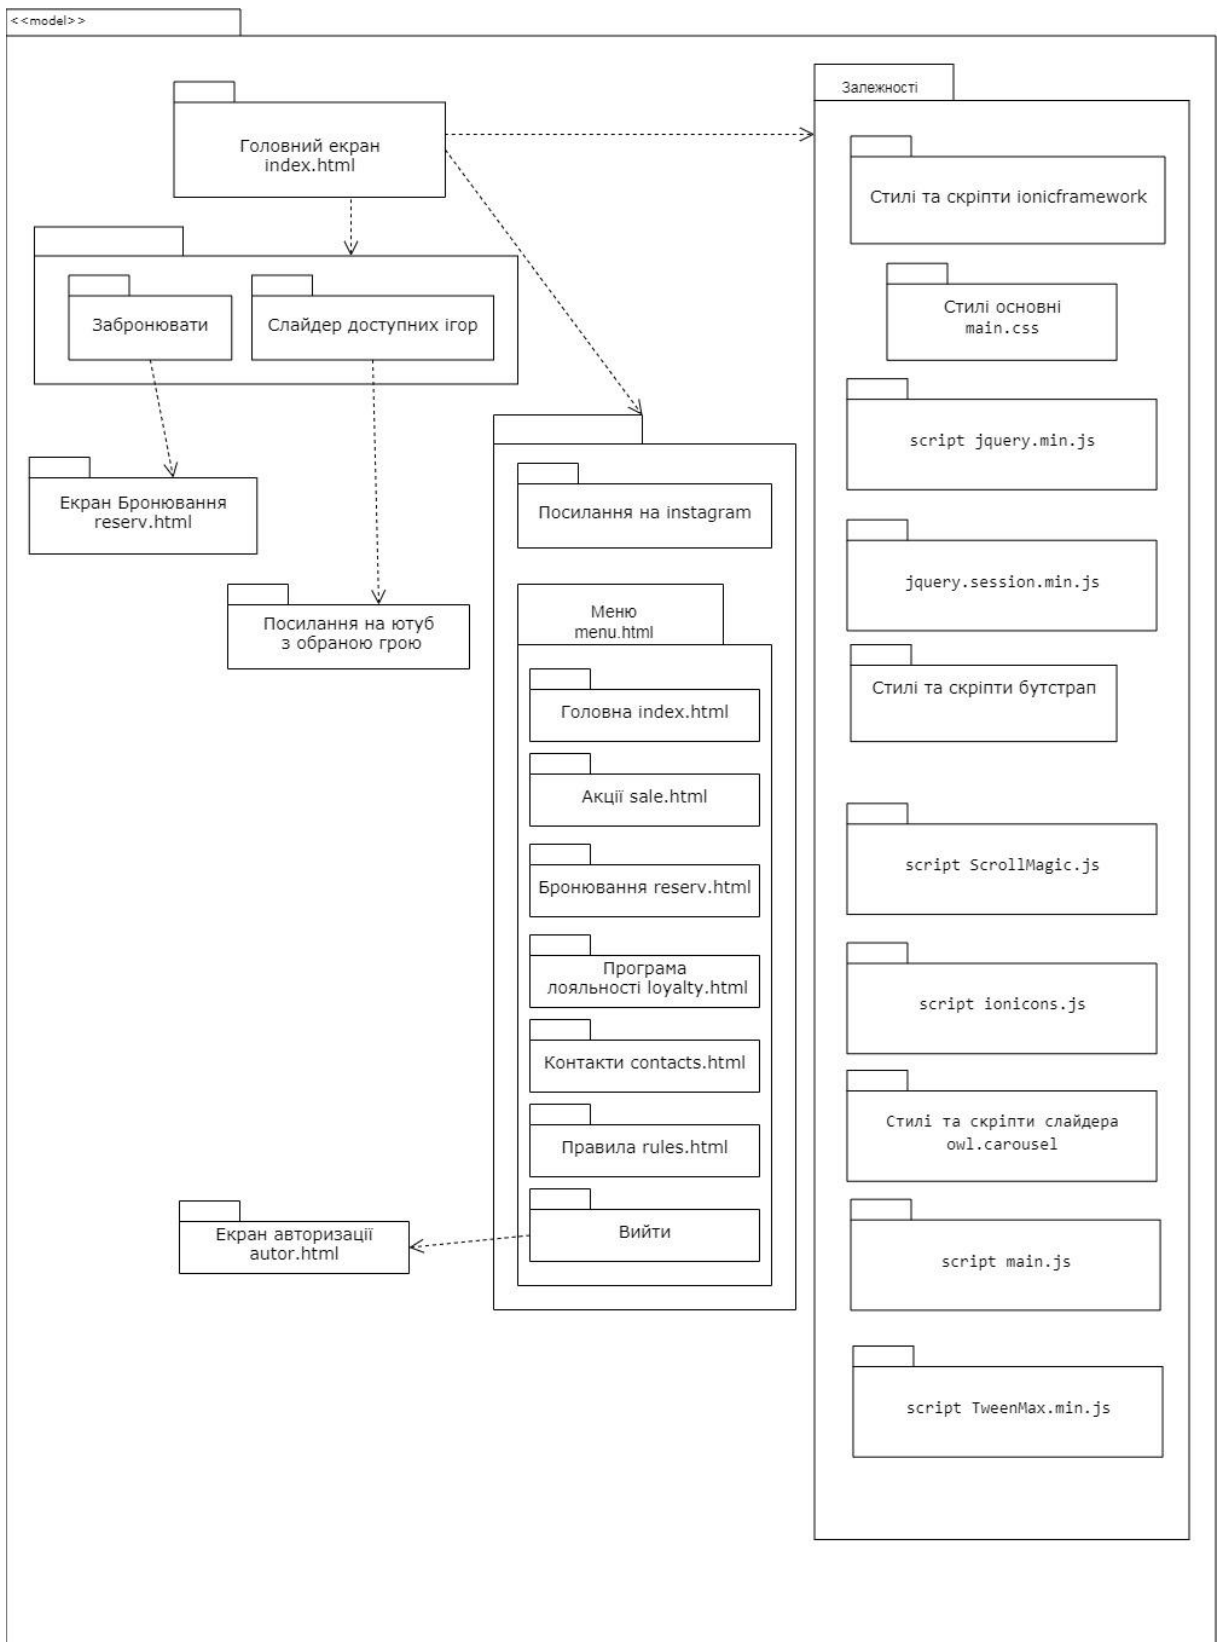 <<model>>
Головний екран
index.html
Забронювати
Слайдер доступних ігор
Екран Бронювання
reserv.html
Посилання на ютуб
з обраною грою
Посилання на instagram
Меню
menu.html
Головна index.html
Акції sale.html
Бронювання reserv.html
Програма
лояльності loyalty.html
Контакти contacts.html
Правила rules.html
Вийти
Екран авторизації
autor.html
Залежності
Стилі та скріпти ionicframework
Стилі основні
main.css
script jquery.min.js
jquery.session.min.js
Стилі та скріпти бутстрап
script ScrollMagic.js
script ionicons.js
Стилі та скріпти слайдера
owl.carousel
script main.js
script TweenMax.min.js